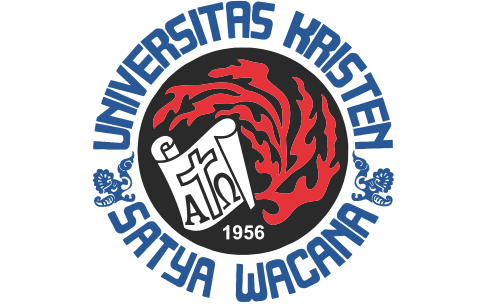 UNIVERSITAS KRISTEN
Α Ω
1956
SATYA WACANA